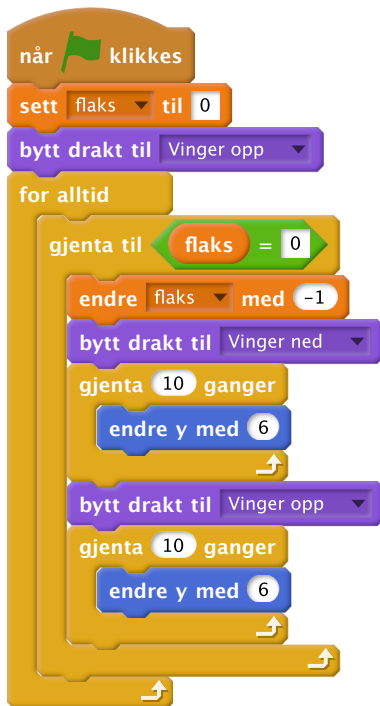 når klikkes
sett flaks til 0
bytt drakt til Vinger opp
for alltid
gjenta til flaks = 0
endre flaks med -1
bytt drakt til Vinger ned
gjenta 10 ganger
endre y med 6
bytt drakt til Vinger opp
gjenta 10 ganger
endre y med 6